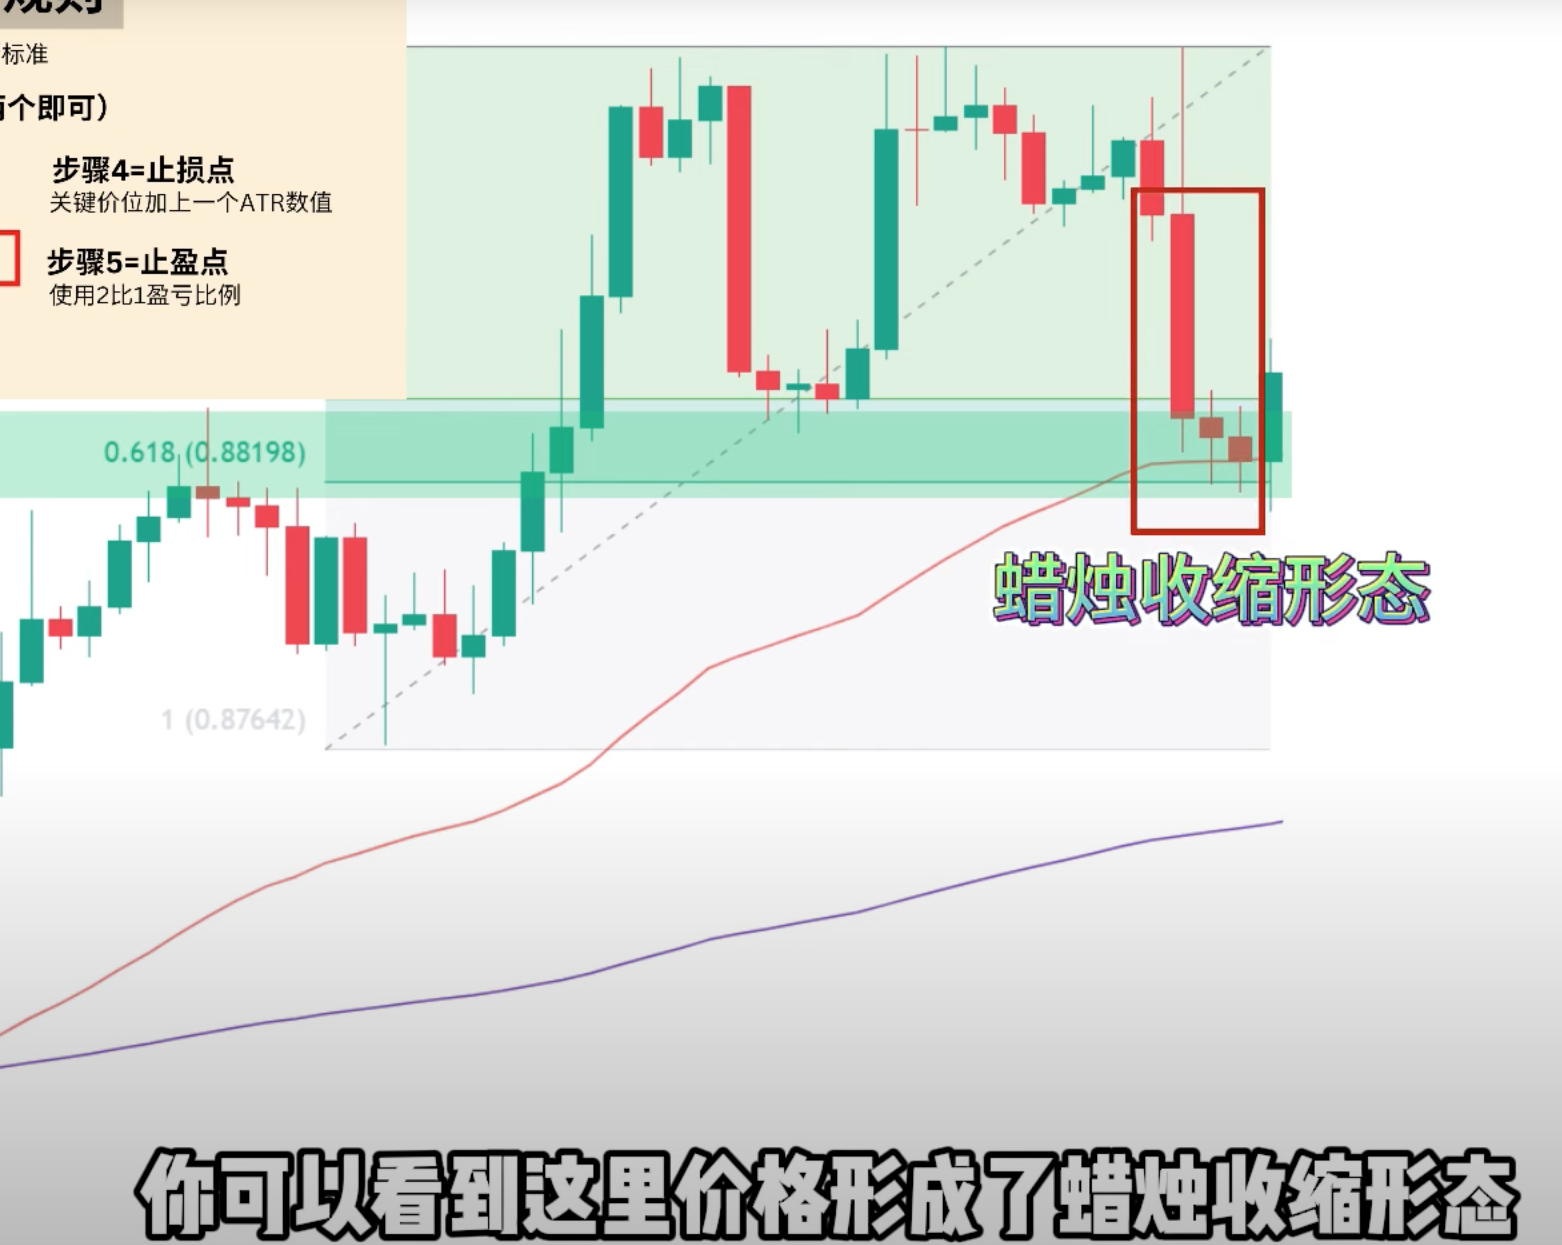 规则
标准
两个即可）
步骤4=止损点
关键价位加上一个ATR数值
步骤5=止盈点
使用2比1盈亏比例
0.618 (0.88198)
1 (0.87642)
蜡烛收缩形态
你可以看到这里价格形成了蜡烛收缩形态